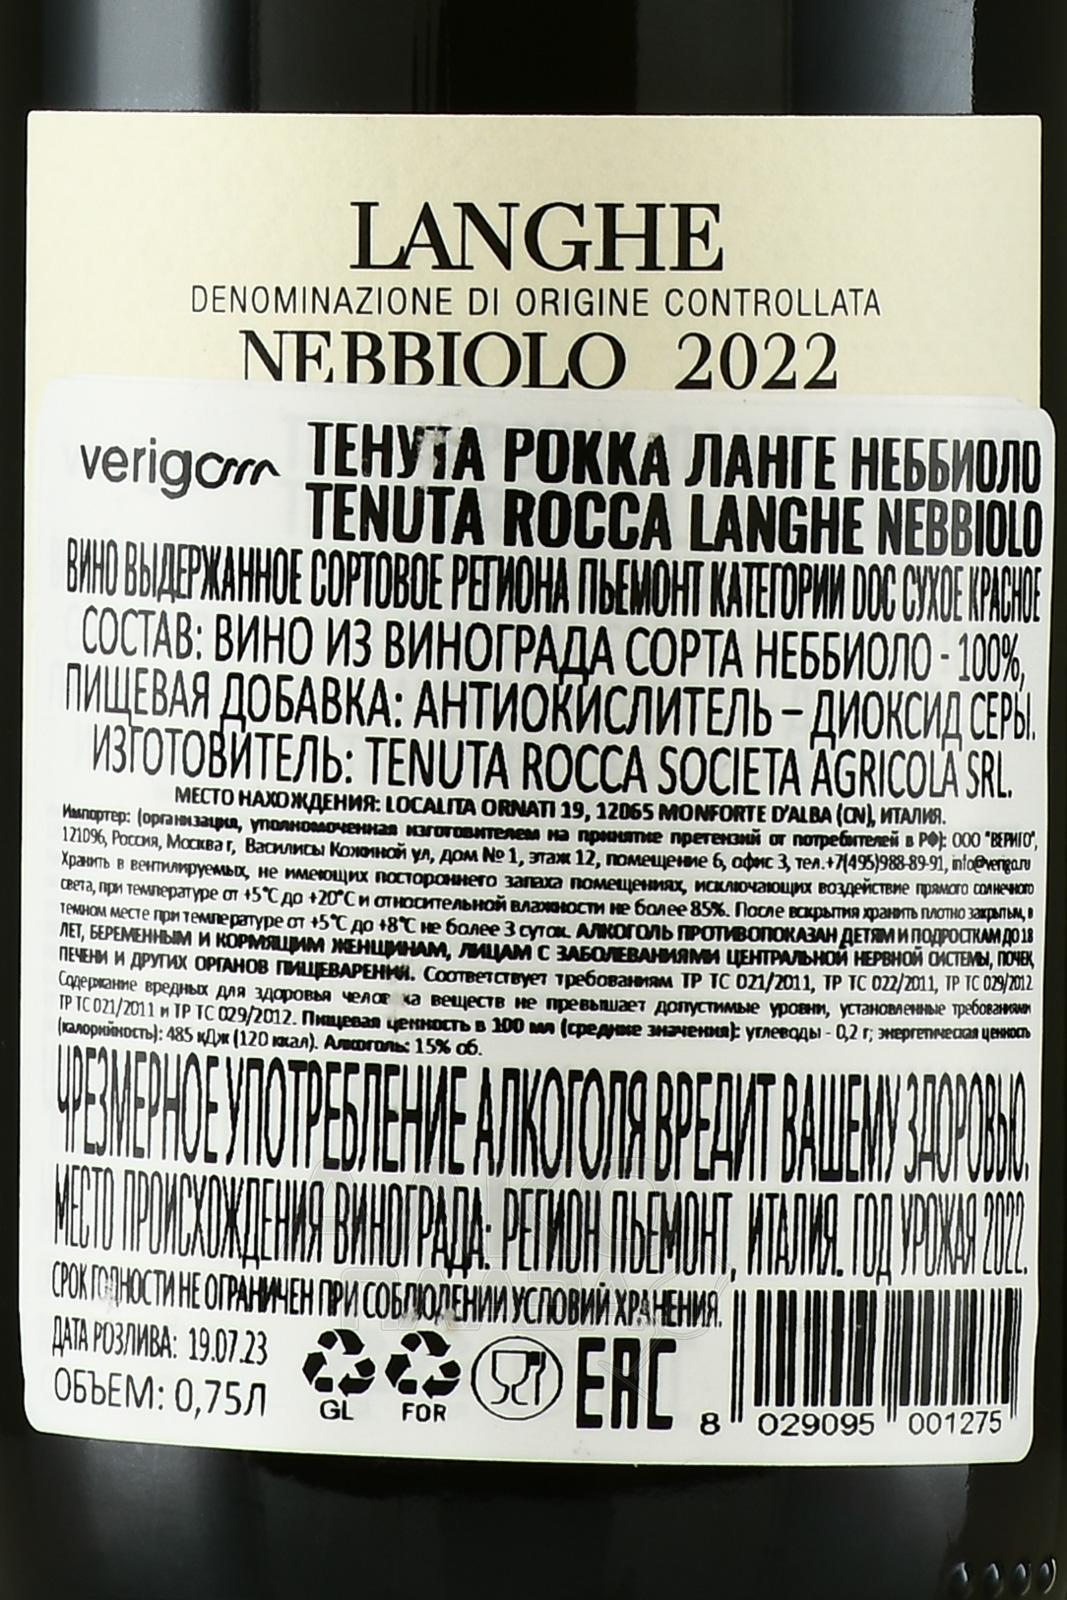 LANGHE
DENOMINAZIONE DI ORIGINE CONTROLLATA
NEBBIOLO 2022
verigo
ТЕНУТА РОККА ЛАНГЕ НЕББИОЛО
TENUTA ROCCA LANGHE NEBBIOLO
ВИНО ВЫДЕРЖАННОЕ СОРТОВОЕ РЕГИОНА ПЬЕМОНТ КАТЕГОРИИ DOC СУХОЕ КРАСНОЕ
СОСТАВ: ВИНО ИЗ ВИНОГРАДА СОРТА НЕББИОЛО - 100%,
ПИЩЕВАЯ ДОБАВКА: АНТИОКИСЛИТЕЛЬ – ДИОКСИД СЕРЫ.
ИЗГОТОВИТЕЛЬ: TENUTA ROCCA SOCIETA AGRICOLA SRL.
МЕСТО НАХОЖДЕНИЯ: LOCALITA ORNATI 19, 12065 MONFORTE D'ALBA (CN), ИТАЛИЯ.
Импортер: (организация, уполномоченная изготовителем на принятие претензий от потребителей в РФ): ООО "ВЕРИГО",
121096, Россия, Москва г, Василисы Кожиной ул, дом № 1, этаж 12, помещение 6, офис 3, тел.+7(495)988-89-91, info@verigo.ru
Хранить в вентилируемых, не имеющих постороннего запаха помещениях, исключающих воздействие прямого солнечного
света, при температуре от +5°С до +20°С и относительной влажности не более 85%. После вскрытия хранить плотно закрытым, в
темном месте при температуре от +5°С до +8°С не более 3 суток. АЛКОГОЛЬ ПРОТИВОПОКАЗАН ДЕТЯМ И ПОДРОСТКАМ ДО 18
ЛЕТ, БЕРЕМЕННЫМ И КОРМЯЩИМ ЖЕНЩИНАМ, ЛИЦАМ С ЗАБОЛЕВАНИЯМИ ЦЕНТРАЛЬНОЙ НЕРВНОЙ СИСТЕМЫ, ПОЧЕК,
ПЕЧЕНИ И ДРУГИХ ОРГАНОВ ПИЩЕВАРЕНИЯ. Соответствует требованиям ТР ТС 021/2011, ТР ТС 022/2011, ТР ТС 029/2012.
Содержание вредных для здоровья челов ка веществ не превышает допустимые уровни, установленные требованиями
ТР ТС 021/2011 и ТР ТС 029/2012. Пищевая ценность в 100 мл (средние значения): углеводы - 0,2 г; энергетическая ценность
(калорийность): 485 кДж (120 ккал). Алкоголь: 15% об.
ЧРЕЗМЕРНОЕ УПОТРЕБЛЕНИЕ АЛКОГОЛЯ ВРЕДИТ ВАШЕМУ ЗДОРОВЬЮ.
МЕСТО ПРОИСХОЖДЕНИЯ ВИНОГРАДА: РЕГИОН ПЬЕМОНТ, ИТАЛИЯ. ГОД УРОЖАЯ 2022.
СРОК ГОДНОСТИ НЕ ОГРАНИЧЕН ПРИ СОБЛЮДЕНИИ УСЛОВИЙ ХРАНЕНИЯ.
ДАТА РОЗЛИВА: 19.07.23
ОБЪЕМ: 0,75Л
GL FOR
EAC
8 029095 001275